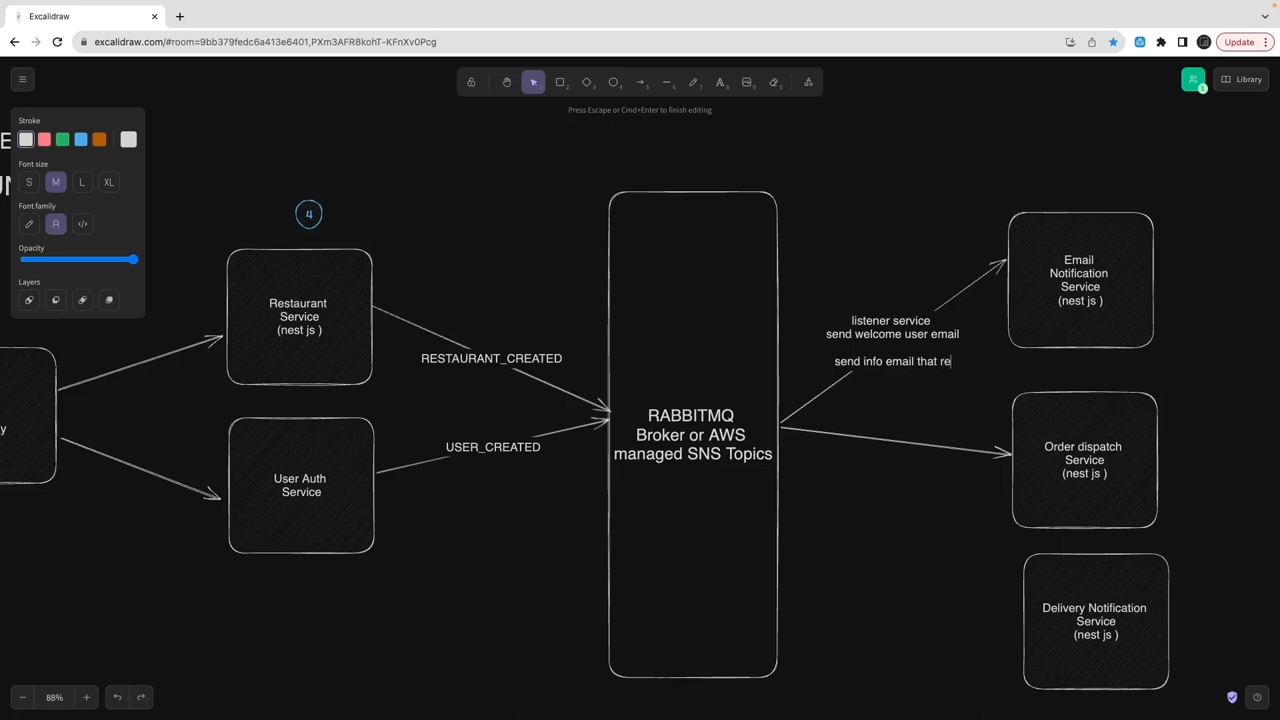 Excalidraw
excalidraw.com/#room=9bb379fedc6a413e6401,PXm3AFR8kohT-KFnXv0Pcg
Update
Library
Press Escape or Cmd+Enter to finish editing
Stroke
Font size
S M L XL
Font family
A </>
Opacity
Layers
4
Restaurant
Service
(nest js )
RESTAURANT_CREATED
User Auth
Service
USER_CREATED
RABBITMQ
Broker or AWS
managed SNS Topics
listener service
send welcome user email
send info email that re
Email
Notification
Service
(nest js )
Order dispatch
Service
(nest js )
Delivery Notification
Service
(nest js )
y
88%